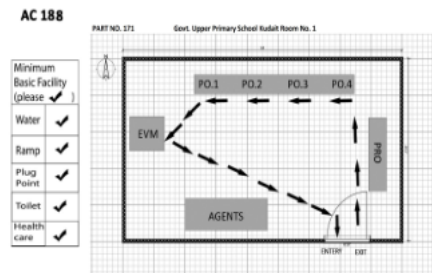 AC 188
PART NO. 171
Govt. Upper Primary School Kudait Room No. 1
Minimum
Basic Facility
(please ✓ )
Water ✓
Ramp ✓
Plug
Point ✓
Toilet ✓
Health
care ✓
PO.1 PO.2 PO.3 PO.4
EVM
PRO
AGENTS
ENTERY EXIT